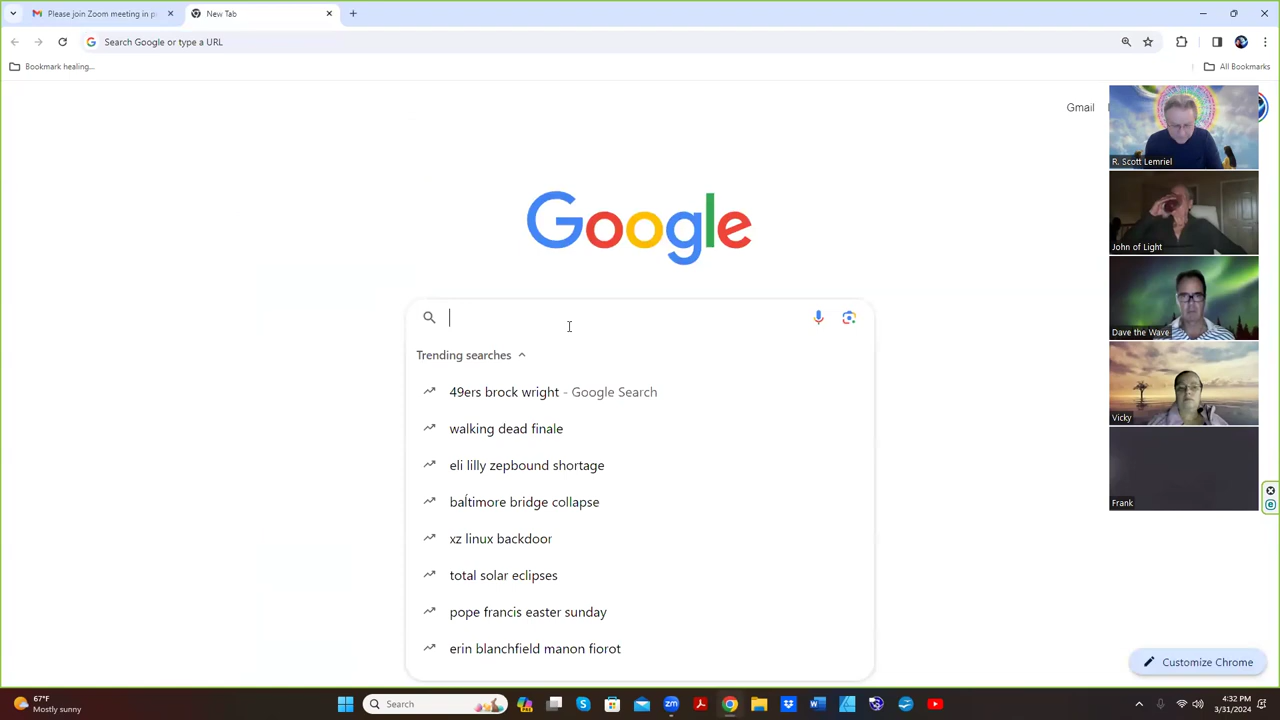 Please join Zoom meeting in p
New Tab
Search Google or type a URL
Bookmark healing...
All Bookmarks
Gmail
Google
Trending searches
49ers brock wright - Google Search
walking dead finale
eli lilly zepbound shortage
baltimore bridge collapse
xz linux backdoor
total solar eclipses
pope francis easter sunday
erin blanchfield manon fiorot
R. Scott Lemriel
John of Light
Dave the Wave
Vicky
Frank
Customize Chrome
67°F
Mostly sunny
Search
4:32 PM
3/31/2024